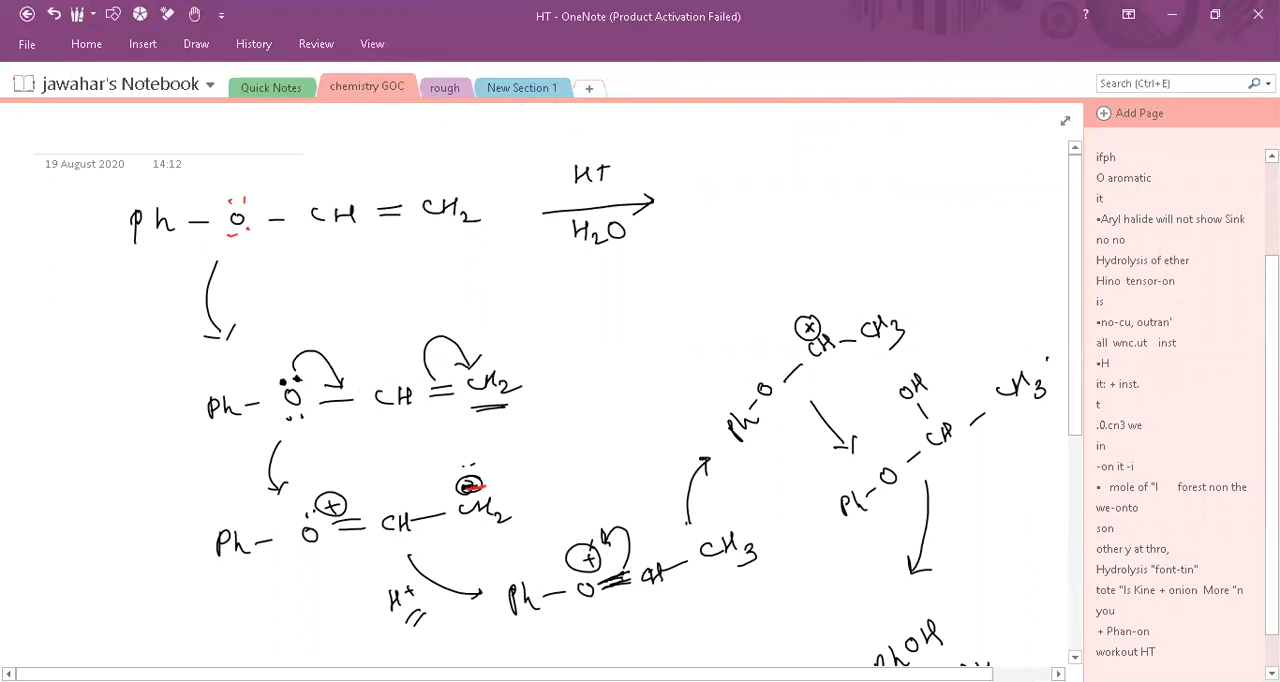 HT - OneNote (Product Activation Failed)
?
File Home Insert Draw History Review View
jawahar's Notebook Quick Notes chemistry GOC rough New Section 1 +
Search (Ctrl+E)
19 August 2020 14:12
Ph — O — CH = CH2
H+
H2O
Ph — O — CH = CH2
Ph — O = CH — CH2
H+
Ph — O = CH — CH3
Ph — O — CH — CH3
OH
Ph — O — CH — CH3
PhOH
Add Page
ifph
O aromatic
it
•Aryl halide will not show Sink
no no
Hydrolysis of ether
Hino tensor-on
is
•no-cu, outran'
all wnc.ut inst
•H
it: + inst.
t
.0.cn3 we
in
-on it -i
• mole of "I forest non the
we-onto
son
other y at thro,
Hydrolysis "font-tin"
tote "Is Kine + onion More "n
you
+ Phan-on
workout HT